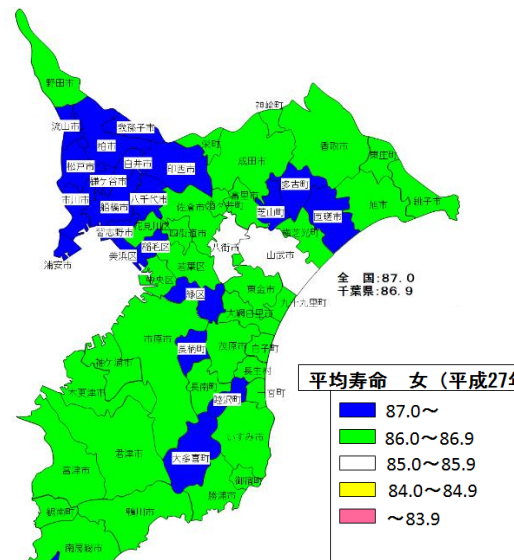 野田市
流山市
我孫子市
柏市
松戸市
白井市
印西市
鎌ケ谷市
市川市
船橋市
八千代市
習志野市
花見川区
美浜区
稲毛区
浦安市
栄町
成田市
神崎町
香取市
東庄町
多古町
富里市
酒々井町
佐倉市
芝山町
匝瑳市
旭市
銚子市
横芝光町
四街道市
八街市
山武市
若葉区
中央区
緑区
東金市
九十九里町
大網白里市
市原市
長柄町
茂原市
白子町
長生村
袖ケ浦市
木更津市
長南町
睦沢町
一宮町
いすみ市
大多喜町
君津市
富津市
御宿町
勝浦市
鴨川市
鋸南町
南房総市
全 国:87.0
千葉県:86.9
平均寿命 女（平成27年
87.0～
86.0～86.9
85.0～85.9
84.0～84.9
～83.9